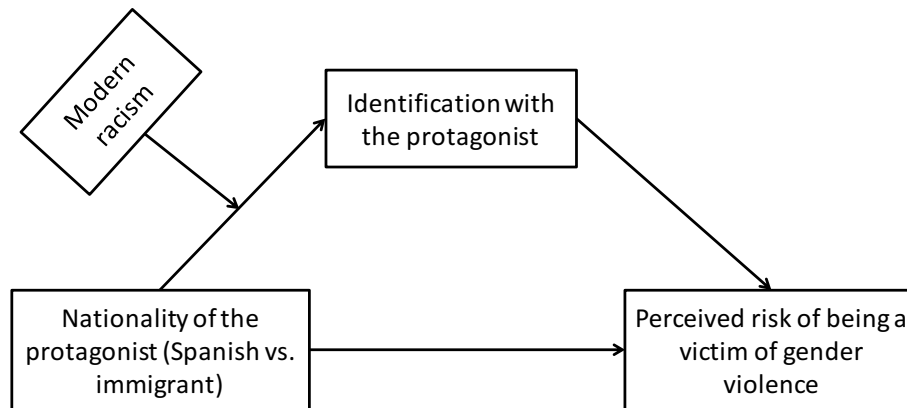 Modern
racism
Identification with
the protagonist
Nationality of the
protagonist (Spanish vs.
immigrant)
Perceived risk of being a
victim of gender
violence